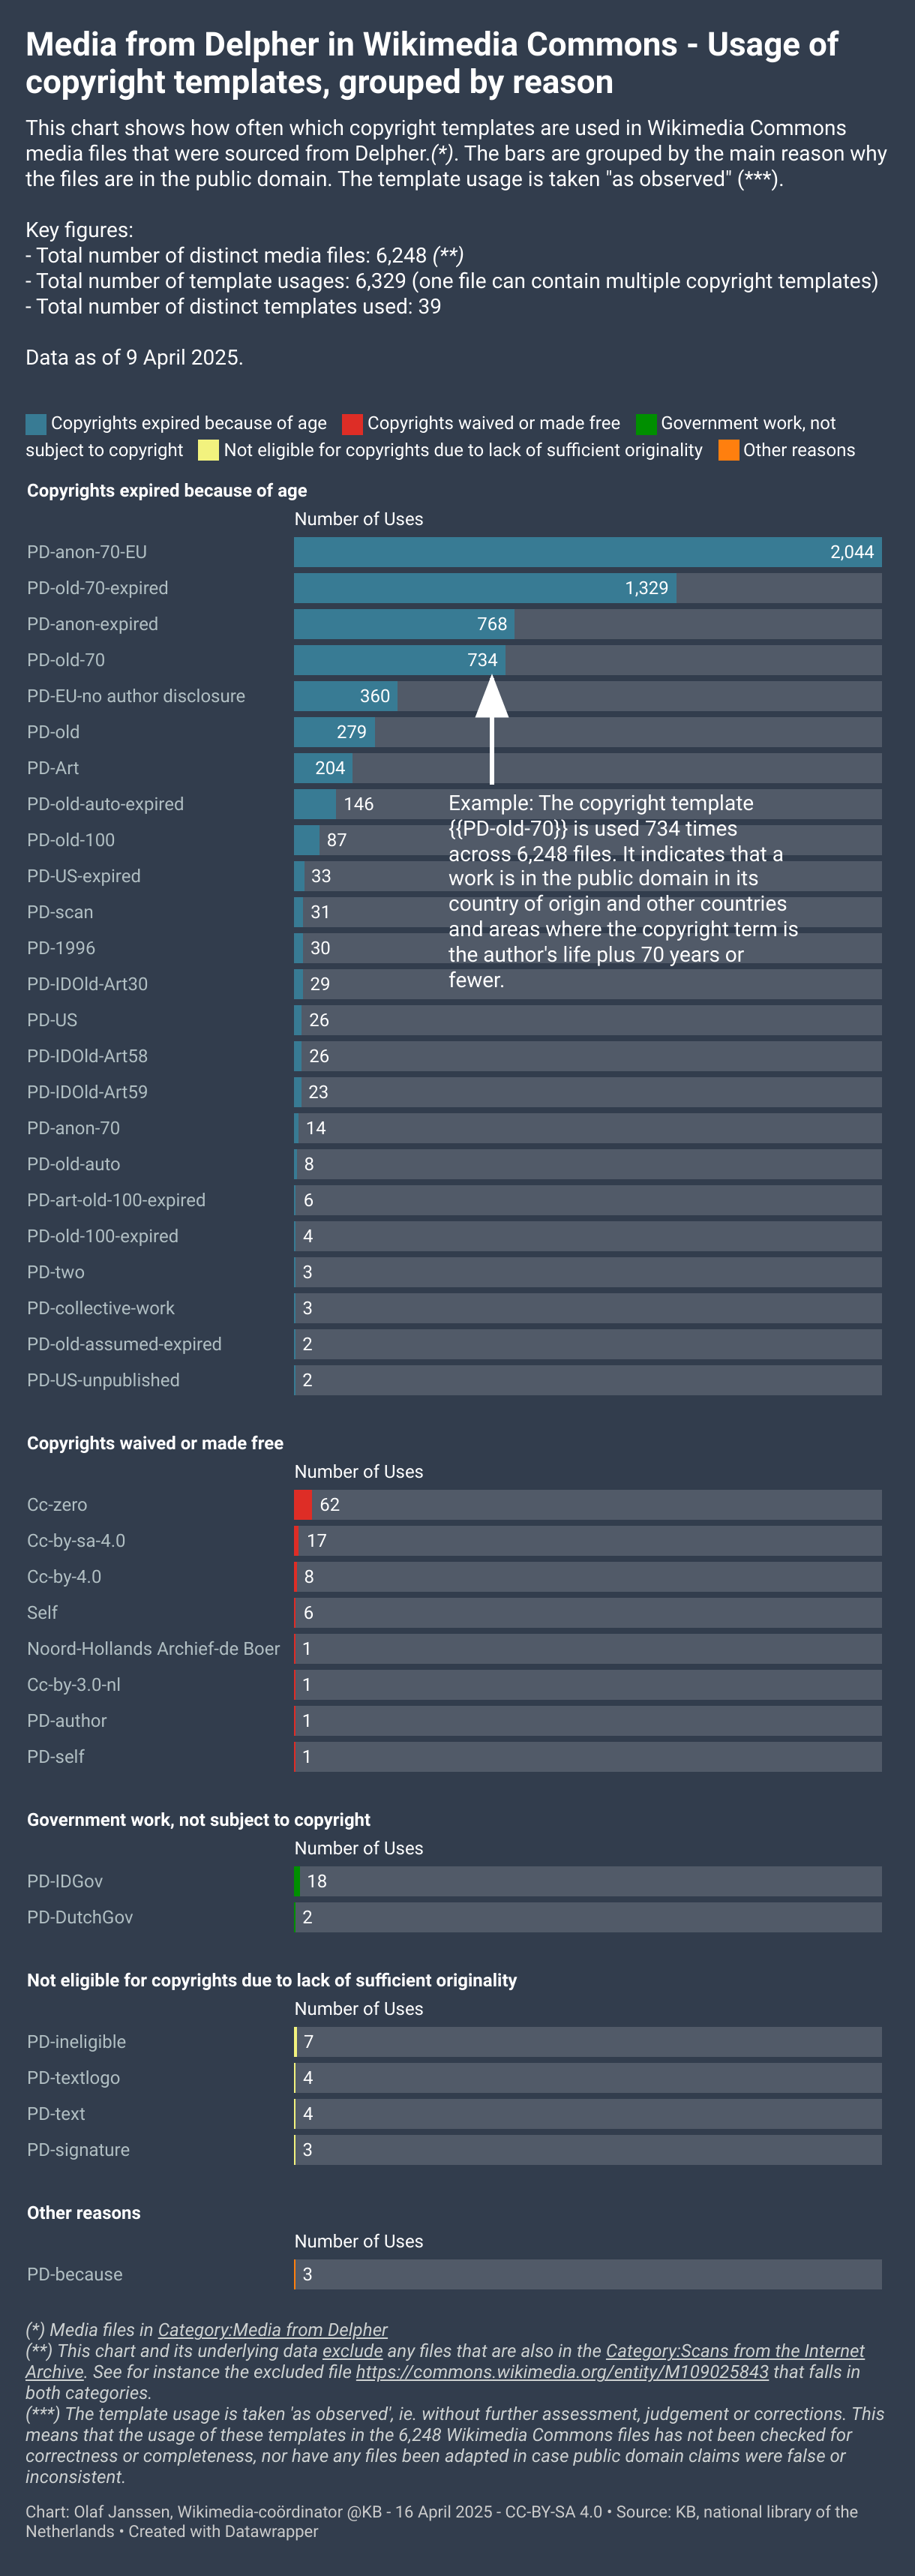 Media from Delpher in Wikimedia Commons - Usage of
copyright templates, grouped by reason
This chart shows how often which copyright templates are used in Wikimedia Commons
media files that were sourced from Delpher.(*). The bars are grouped by the main reason why
the files are in the public domain. The template usage is taken "as observed" (***).
Key figures:
- Total number of distinct media files: 6,248 (**)
- Total number of template usages: 6,329 (one file can contain multiple copyright templates)
- Total number of distinct templates used: 39
Data as of 9 April 2025.
Copyrights expired because of age Copyrights waived or made free Government work, not
subject to copyright Not eligible for copyrights due to lack of sufficient originality Other reasons
Copyrights expired because of age
Number of Uses
PD-anon-70-EU 2,044
PD-old-70-expired 1,329
PD-anon-expired 768
PD-old-70 734
PD-EU-no author disclosure 360
PD-old 279
PD-Art 204
PD-old-auto-expired 146
PD-old-100 87
PD-US-expired 33
PD-scan 31
PD-1996 30
PD-IDOld-Art30 29
PD-US 26
PD-IDOld-Art58 26
PD-IDOld-Art59 23
PD-anon-70 14
PD-old-auto 8
PD-art-old-100-expired 6
PD-old-100-expired 4
PD-two 3
PD-collective-work 3
PD-old-assumed-expired 2
PD-US-unpublished 2
Example: The copyright template
{{PD-old-70}} is used 734 times
across 6,248 files. It indicates that a
work is in the public domain in its
country of origin and other countries
and areas where the copyright term is
the author's life plus 70 years or
fewer.
Copyrights waived or made free
Number of Uses
Cc-zero 62
Cc-by-sa-4.0 17
Cc-by-4.0 8
Self 6
Noord-Hollands Archief-de Boer 1
Cc-by-3.0-nl 1
PD-author 1
PD-self 1
Government work, not subject to copyright
Number of Uses
PD-IDGov 18
PD-DutchGov 2
Not eligible for copyrights due to lack of sufficient originality
Number of Uses
PD-ineligible 7
PD-textlogo 4
PD-text 4
PD-signature 3
Other reasons
Number of Uses
PD-because 3
(*) Media files in Category:Media from Delpher
(**) This chart and its underlying data exclude any files that are also in the Category:Scans from the Internet
Archive. See for instance the excluded file https://commons.wikimedia.org/entity/M109025843 that falls in
both categories.
(***) The template usage is taken 'as observed', ie. without further assessment, judgement or corrections. This
means that the usage of these templates in the 6,248 Wikimedia Commons files has not been checked for
correctness or completeness, nor have any files been adapted in case public domain claims were false or
inconsistent.
Chart: Olaf Janssen, Wikimedia-coördinator @KB - 16 April 2025 - CC-BY-SA 4.0 • Source: KB, national library of the
Netherlands • Created with Datawrapper